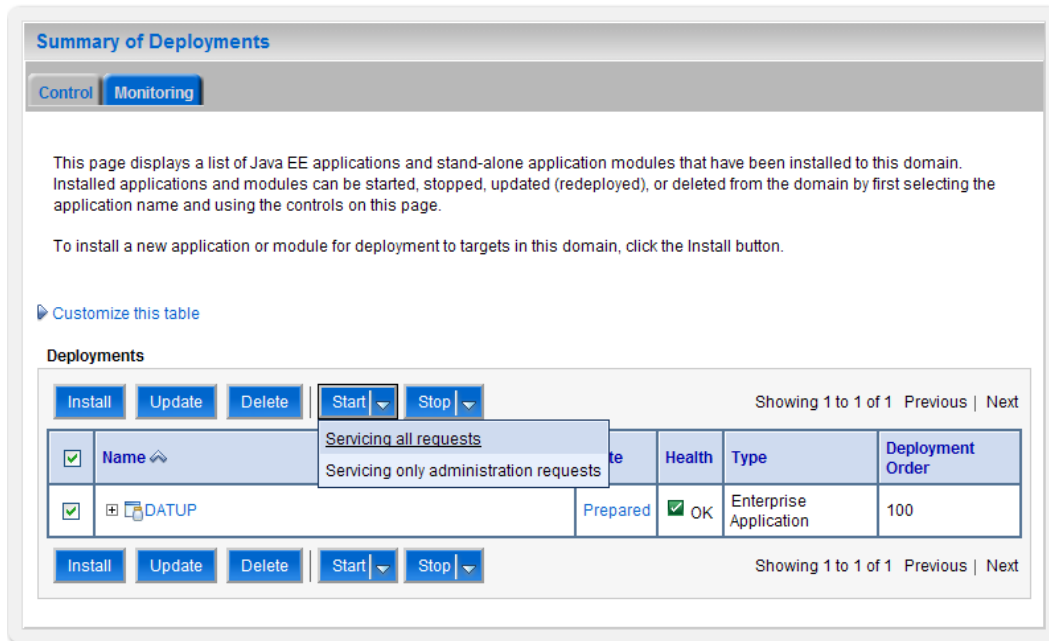 Summary of Deployments
Control Monitoring
This page displays a list of Java EE applications and stand-alone application modules that have been installed to this domain.
Installed applications and modules can be started, stopped, updated (redeployed), or deleted from the domain by first selecting the
application name and using the controls on this page.
To install a new application or module for deployment to targets in this domain, click the Install button.
Customize this table
Deployments
Install Update Delete Start Stop Showing 1 to 1 of 1 Previous | Next
Servicing all requests
Servicing only administration requests
Name te Health Type Deployment
Order
DATUP Prepared OK Enterprise
Application 100
Install Update Delete Start Stop Showing 1 to 1 of 1 Previous | Next